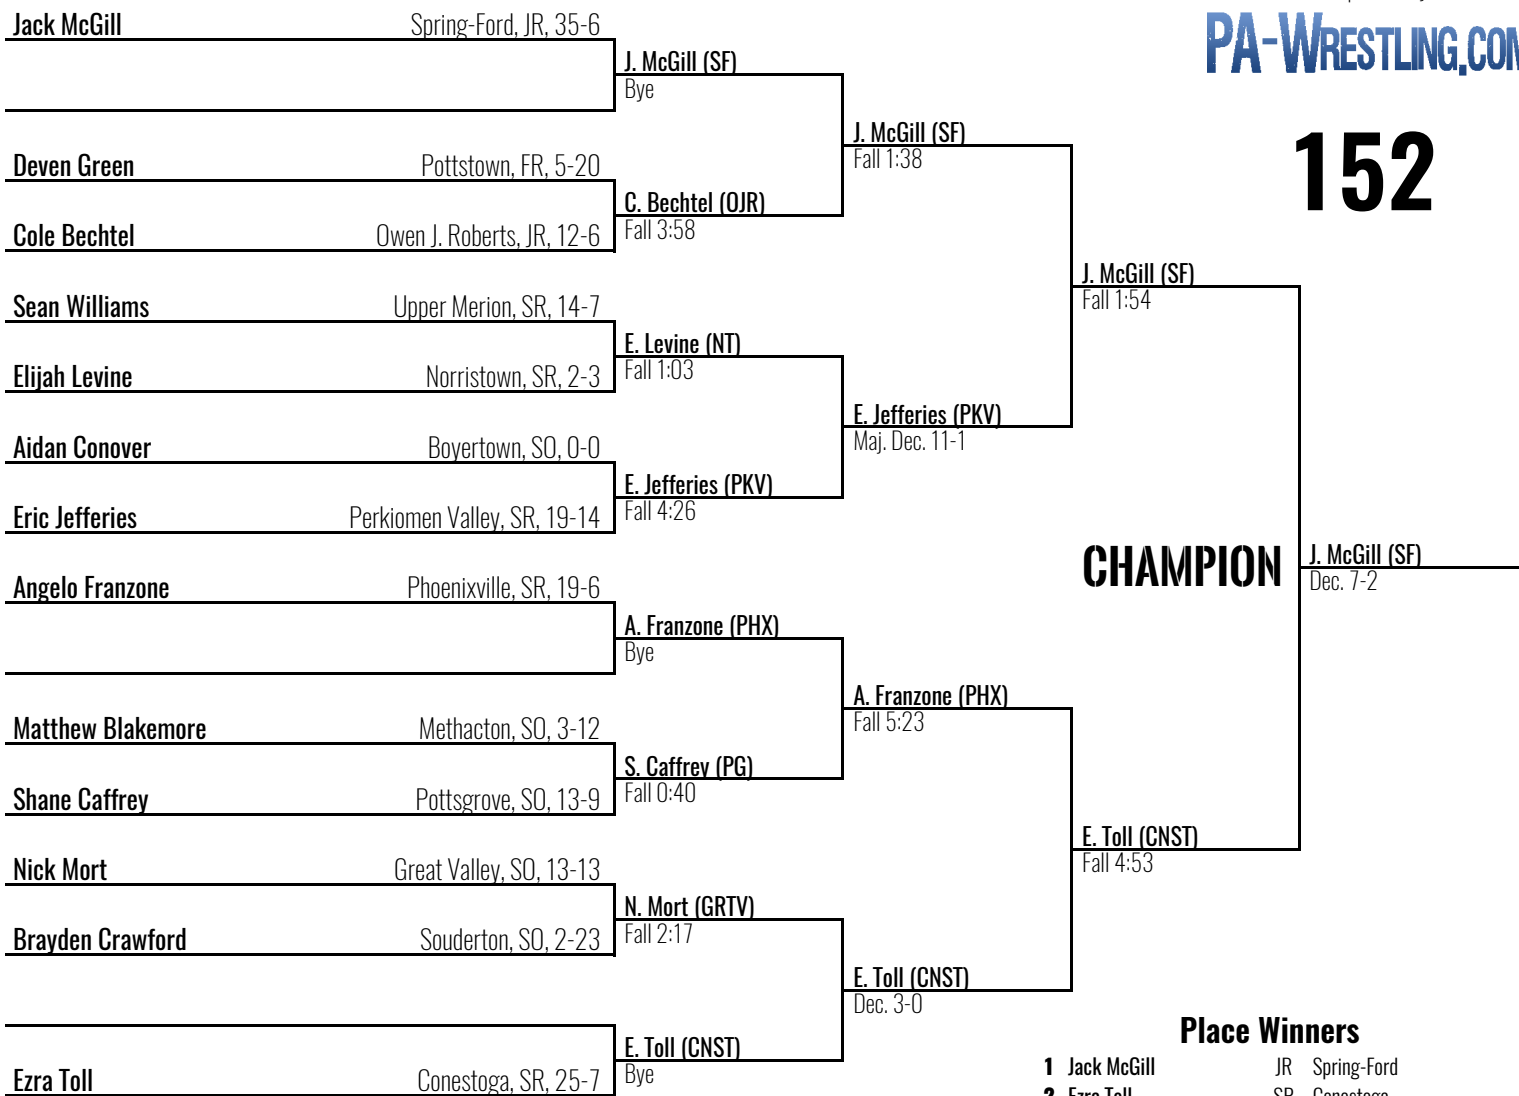 Jack McGill Spring-Ford, JR, 35-6
J. McGill (SF)
Bye
PA-WRESTLING.COM
J. McGill (SF)
Fall 1:38
152
Deven Green Pottstown, FR, 5-20
C. Bechtel (OJR)
Fall 3:58
Cole Bechtel Owen J. Roberts, JR, 12-6
J. McGill (SF)
Fall 1:54
Sean Williams Upper Merion, SR, 14-7
E. Levine (NT)
Fall 1:03
Elijah Levine Norristown, SR, 2-3
E. Jefferies (PKV)
Maj. Dec. 11-1
Aidan Conover Boyertown, SO, 0-0
E. Jefferies (PKV)
Fall 4:26
Eric Jefferies Perkiomen Valley, SR, 19-14
CHAMPION
J. McGill (SF)
Dec. 7-2
Angelo Franzone Phoenixville, SR, 19-6
A. Franzone (PHX)
Bye
A. Franzone (PHX)
Fall 5:23
Matthew Blakemore Methacton, SO, 3-12
S. Caffrey (PG)
Fall 0:40
Shane Caffrey Pottsgrove, SO, 13-9
E. Toll (CNST)
Fall 4:53
Nick Mort Great Valley, SO, 13-13
N. Mort (GRTV)
Fall 2:17
Brayden Crawford Souderton, SO, 2-23
E. Toll (CNST)
Dec. 3-0
E. Toll (CNST)
Bye
Ezra Toll Conestoga, SR, 25-7
Place Winners
1 Jack McGill JR Spring-Ford
2 Ezra Toll SR Conestoga